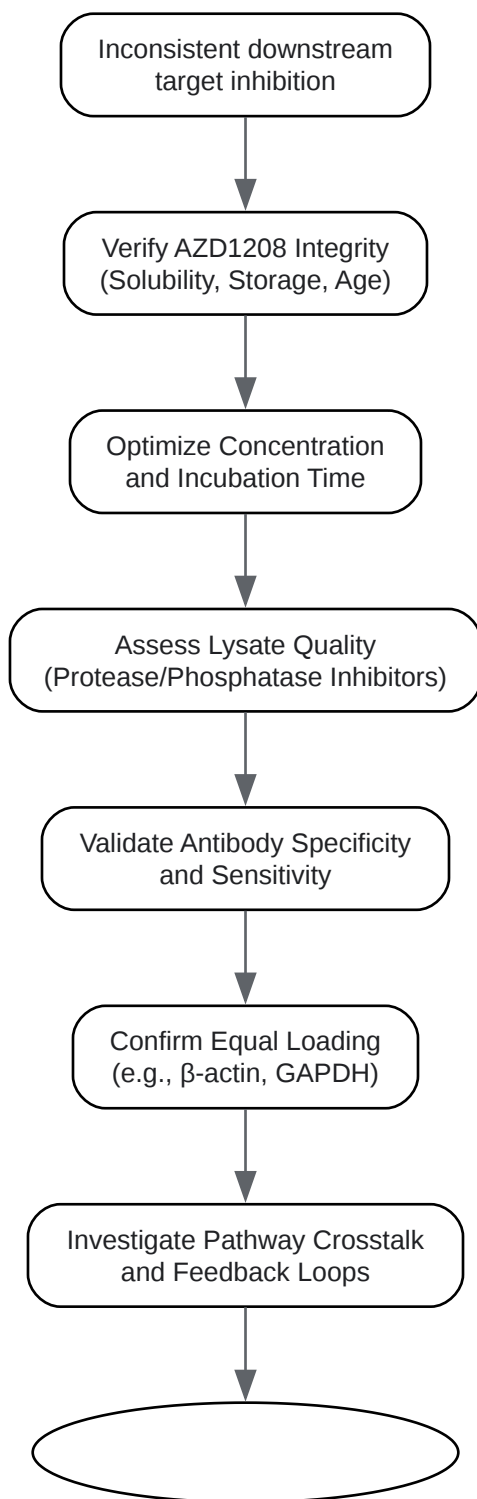 Inconsistent downstream
target inhibition
Verify AZD1208 Integrity
(Solubility, Storage, Age)
Optimize Concentration
and Incubation Time
Assess Lysate Quality
(Protease/Phosphatase Inhibitors)
Validate Antibody Specificity
and Sensitivity
Confirm Equal Loading
(e.g., β-actin, GAPDH)
Investigate Pathway Crosstalk
and Feedback Loops